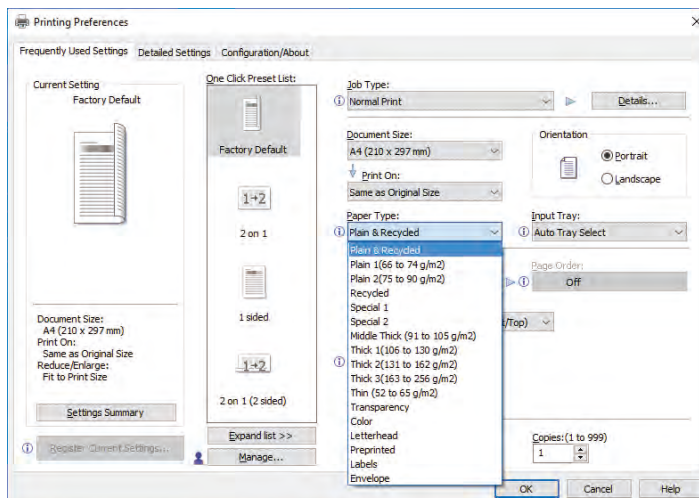 Printing Preferences
Frequently Used Settings Detailed Settings Configuration/About
Current Setting
Factory Default
Document Size:
A4 (210 x 297 mm)
Print On:
Same as Original Size
Reduce/Enlarge:
Fit to Print Size
Settings Summary
Register Current Settings...
One Click Preset List:
Factory Default
1→2
2 on 1
1 sided
1→2
2 on 1 (2 sided)
Expand list >>
Manage...
Job Type:
Normal Print
Details...
Document Size:
A4 (210 x 297 mm)
Print On:
Same as Original Size
Orientation
Portrait
Landscape
Paper Type:
Plain & Recycled
Input Tray:
Auto Tray Select
Plain & Recycled
Plain 1(66 to 74 g/m2)
Plain 2(75 to 90 g/m2)
Recycled
Special 1
Special 2
Middle Thick (91 to 105 g/m2)
Thick 1(106 to 130 g/m2)
Thick 2(131 to 162 g/m2)
Thick 3(163 to 256 g/m2)
Thin (52 to 65 g/m2)
Transparency
Color
Letterhead
Preprinted
Labels
Envelope
Page Order:
Off
/Top)
Copies:(1 to 999)
1
OK Cancel Help